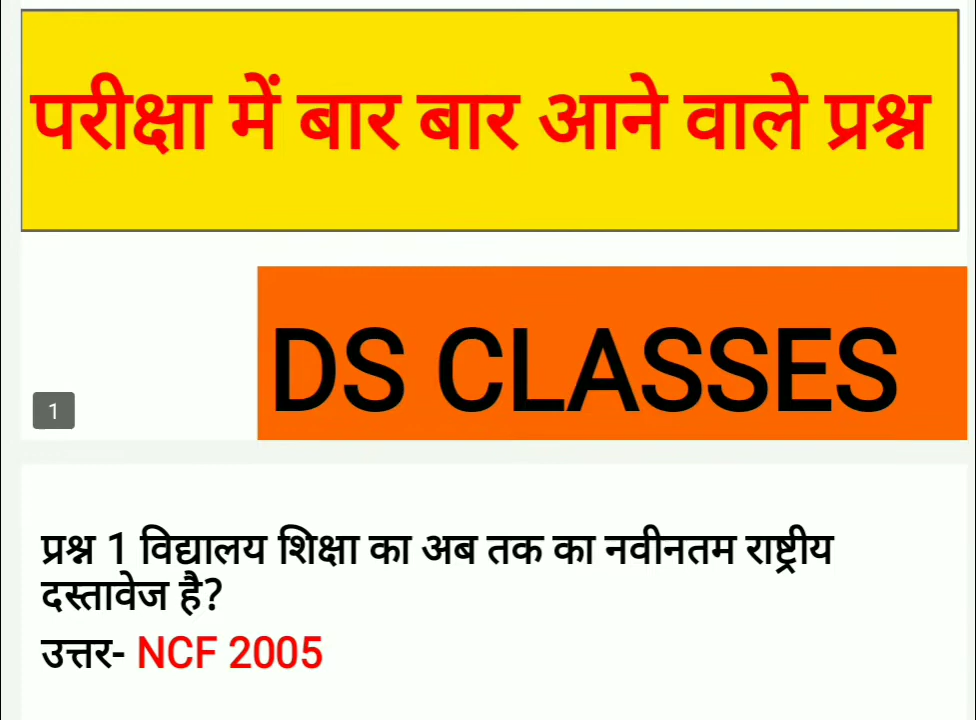 परीक्षा में बार बार आने वाले प्रश्न
DS CLASSES
1
प्रश्न 1 विद्यालय शिक्षा का अब तक का नवीनतम राष्ट्रीय
दस्तावेज है?
उत्तर- NCF 2005